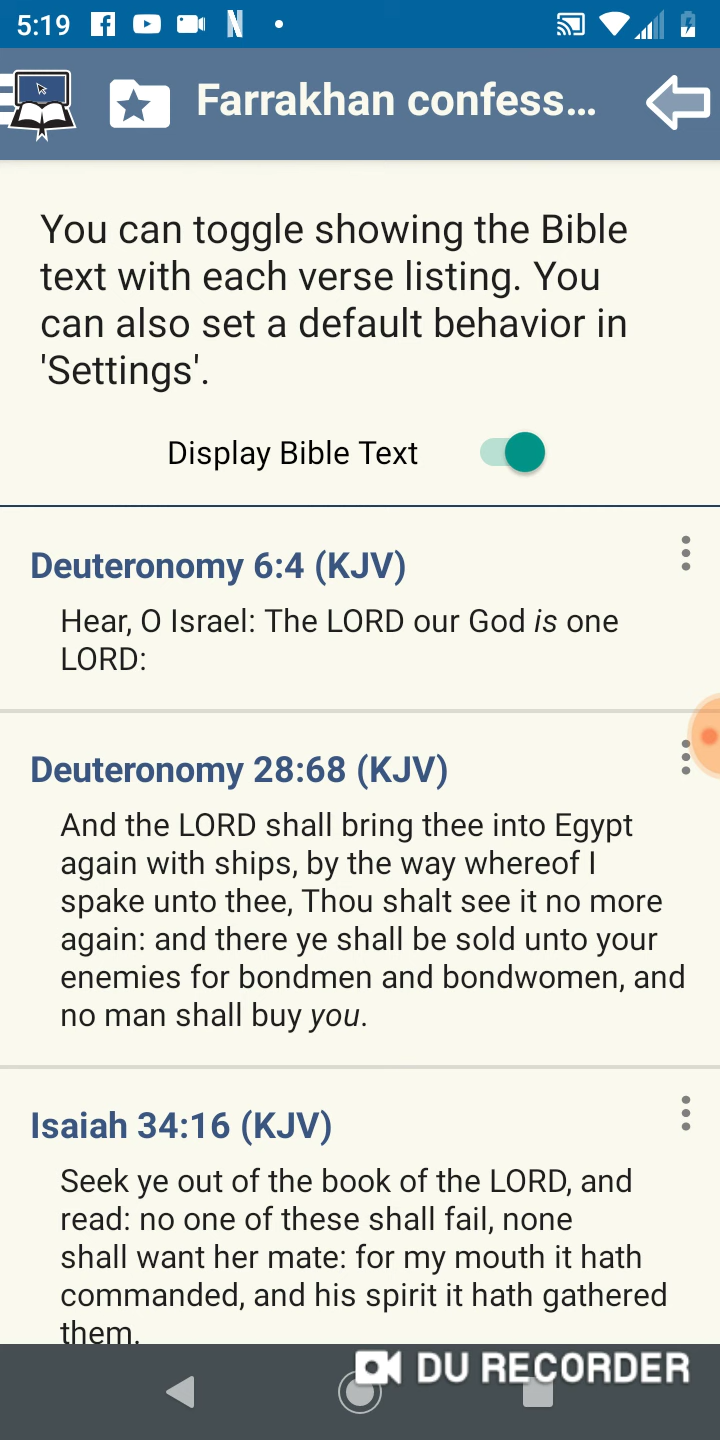 5:19
Farrakhan confess...
You can toggle showing the Bible
text with each verse listing. You
can also set a default behavior in
'Settings'.
Display Bible Text
Deuteronomy 6:4 (KJV)
Hear, O Israel: The LORD our God is one
LORD:
Deuteronomy 28:68 (KJV)
And the LORD shall bring thee into Egypt
again with ships, by the way whereof I
spake unto thee, Thou shalt see it no more
again: and there ye shall be sold unto your
enemies for bondmen and bondwomen, and
no man shall buy you.
Isaiah 34:16 (KJV)
Seek ye out of the book of the LORD, and
read: no one of these shall fail, none
shall want her mate: for my mouth it hath
commanded, and his spirit it hath gathered
them.
DU RECORDER